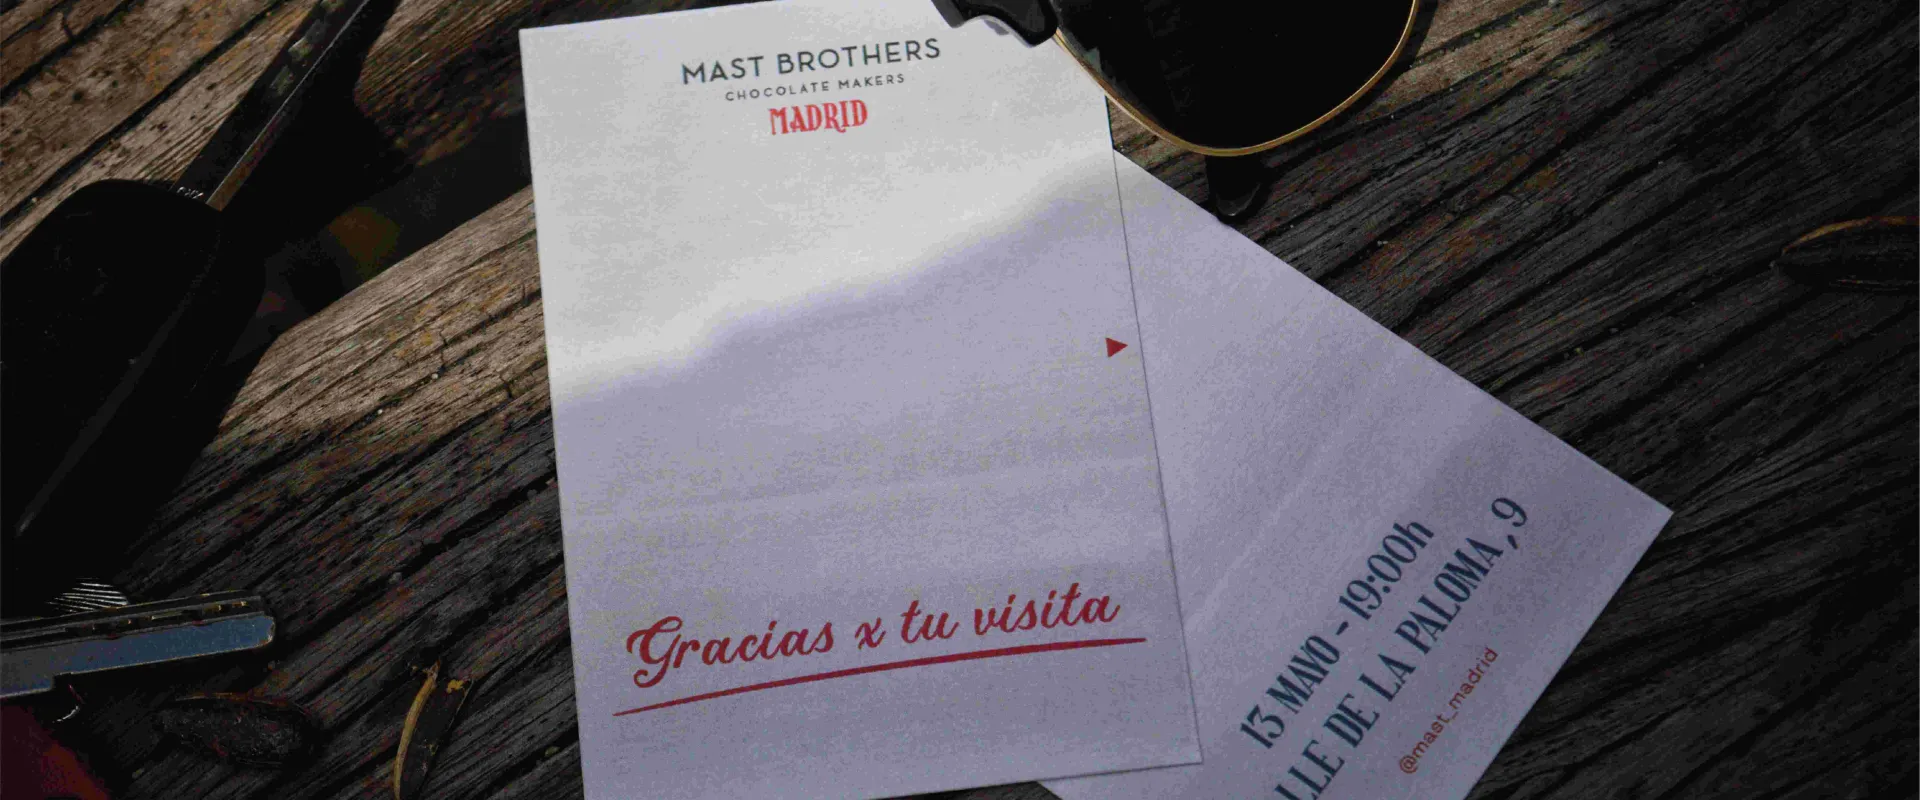 MAST BROTHERS
CHOCOLATE MAKERS
MADRID
Gracias x tu visita
13 MAYO - 19:00h
LLE DE LA PALOMA, 9
@mast_madrid